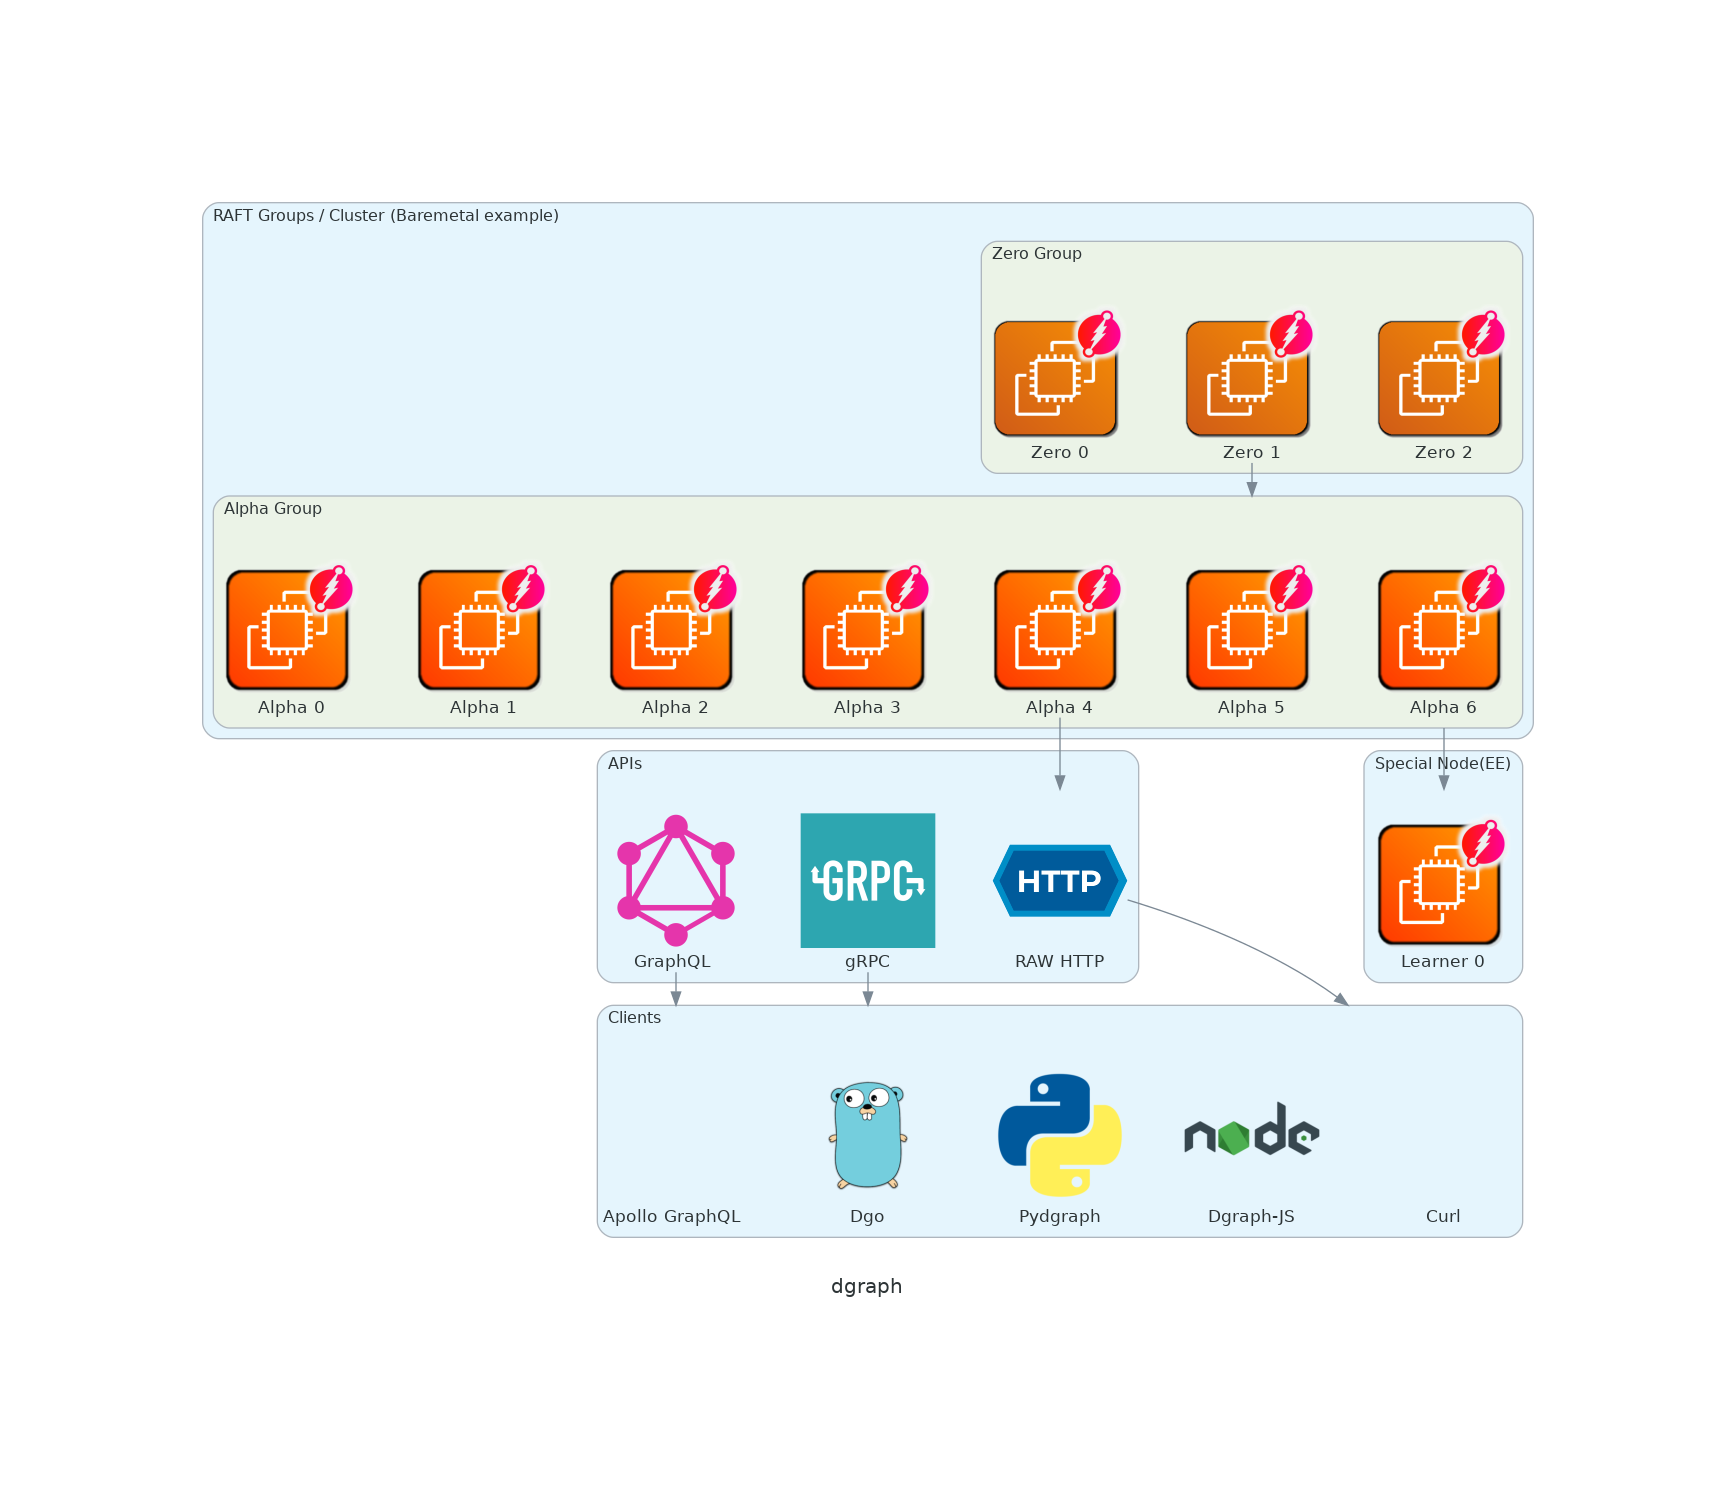 RAFT Groups / Cluster (Baremetal example)
Zero Group
Zero 0
Zero 1
Zero 2
Alpha Group
Alpha 0
Alpha 1
Alpha 2
Alpha 3
Alpha 4
Alpha 5
Alpha 6
APIs
Special Node(EE)
GRPC
HTTP
GraphQL
gRPC
RAW HTTP
Learner 0
Clients
node
Apollo GraphQL
Dgo
Pydgraph
Dgraph-JS
Curl
dgraph